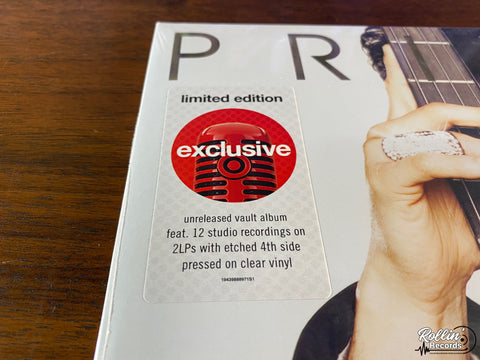 PRI
limited edition
exclusive
unreleased vault album
feat. 12 studio recordings on
2LPs with etched 4th side
pressed on clear vinyl
Rollin'
Records